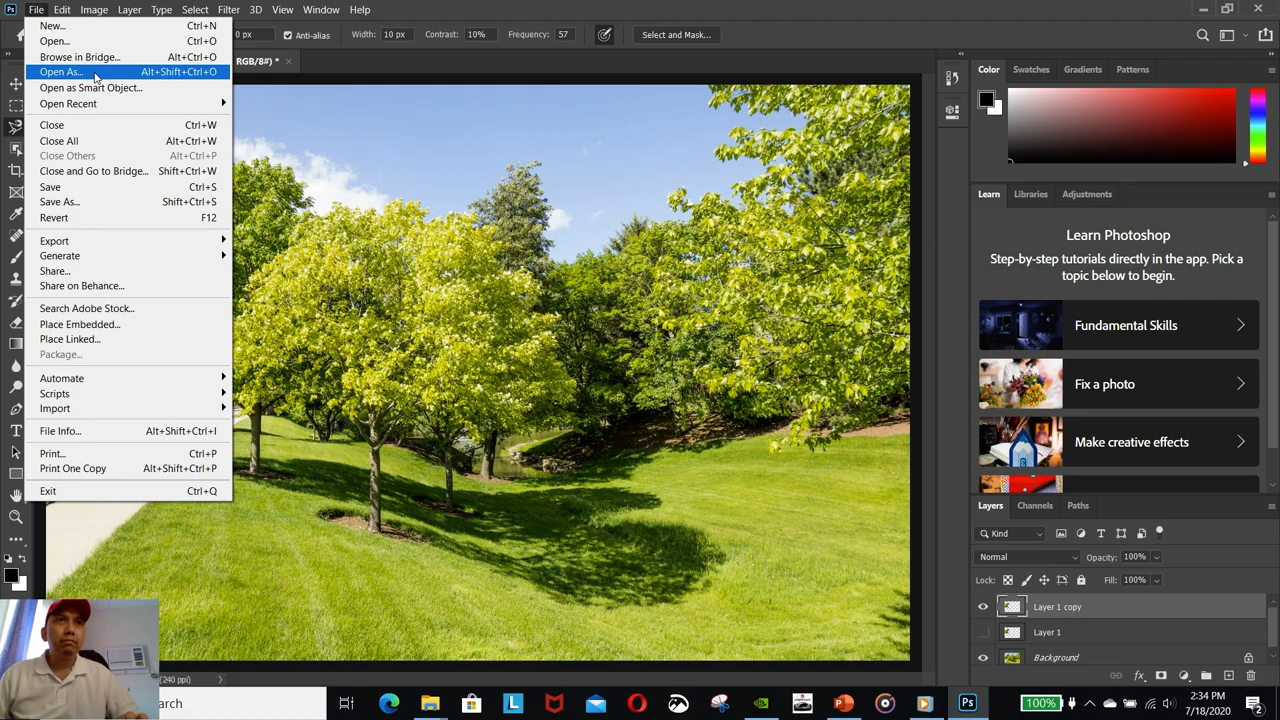 Ps File Edit Image Layer Type Select Filter 3D View Window Help
0 px Anti-alias Width: 10 px Contrast: 10% Frequency: 57 Select and Mask...
RGB/8#) *
New... Ctrl+N
Open... Ctrl+O
Browse in Bridge... Alt+Ctrl+O
Open As... Alt+Shift+Ctrl+O
Open as Smart Object...
Open Recent
Close Ctrl+W
Close All Alt+Ctrl+W
Close Others Alt+Ctrl+P
Close and Go to Bridge... Shift+Ctrl+W
Save Ctrl+S
Save As... Shift+Ctrl+S
Revert F12
Export
Generate
Share...
Share on Behance...
Search Adobe Stock...
Place Embedded...
Place Linked...
Package...
Automate
Scripts
Import
File Info... Alt+Shift+Ctrl+I
Print... Ctrl+P
Print One Copy Alt+Shift+Ctrl+P
Exit Ctrl+Q
Color Swatches Gradients Patterns
Learn Libraries Adjustments
Learn Photoshop
Step-by-step tutorials directly in the app. Pick a
topic below to begin.
Fundamental Skills
Fix a photo
Make creative effects
Layers Channels Paths
Kind
Normal Opacity: 100%
Lock: Fill: 100%
Layer 1 copy
Layer 1
Background
fx
(240 ppi)
arch
L
Ps
100%
2:34 PM
7/18/2020
2